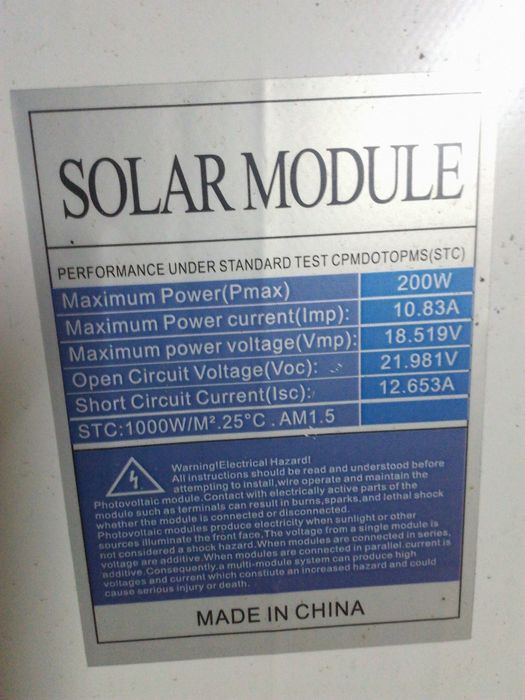 SOLAR MODULE
PERFORMANCE UNDER STANDARD TEST CPMDOTOPMS(STC)
Maximum Power(Pmax) 200W
Maximum Power current(Imp): 10.83A
Maximum power voltage(Vmp): 18.519V
Open Circuit Voltage(Voc): 21.981V
Short Circuit Current(Isc): 12.653A
STC:1000W/M².25°C.AM1.5
Warning!Electrical Hazard!
All instructions should be read and understood before
attempting to install,wire operate and maintain the
Photovoltaic module.Contact with electrically active parts of the
module such as terminals can result in burns,sparks,and lethal shock
whether the module is connected or disconnected.
Photovoltaic modules produce electricity when sunlight or other
sources illuminate the front face,The voltage from a single module is
not considered a shock hazard.When modules are connected in series,
voltage are additive.When modules are connected in parallel.current is
additive.Consequently.a multi-module system can produce high
voltages and current which constiute an increased hazard and could
cause serious injury or death.
MADE IN CHINA